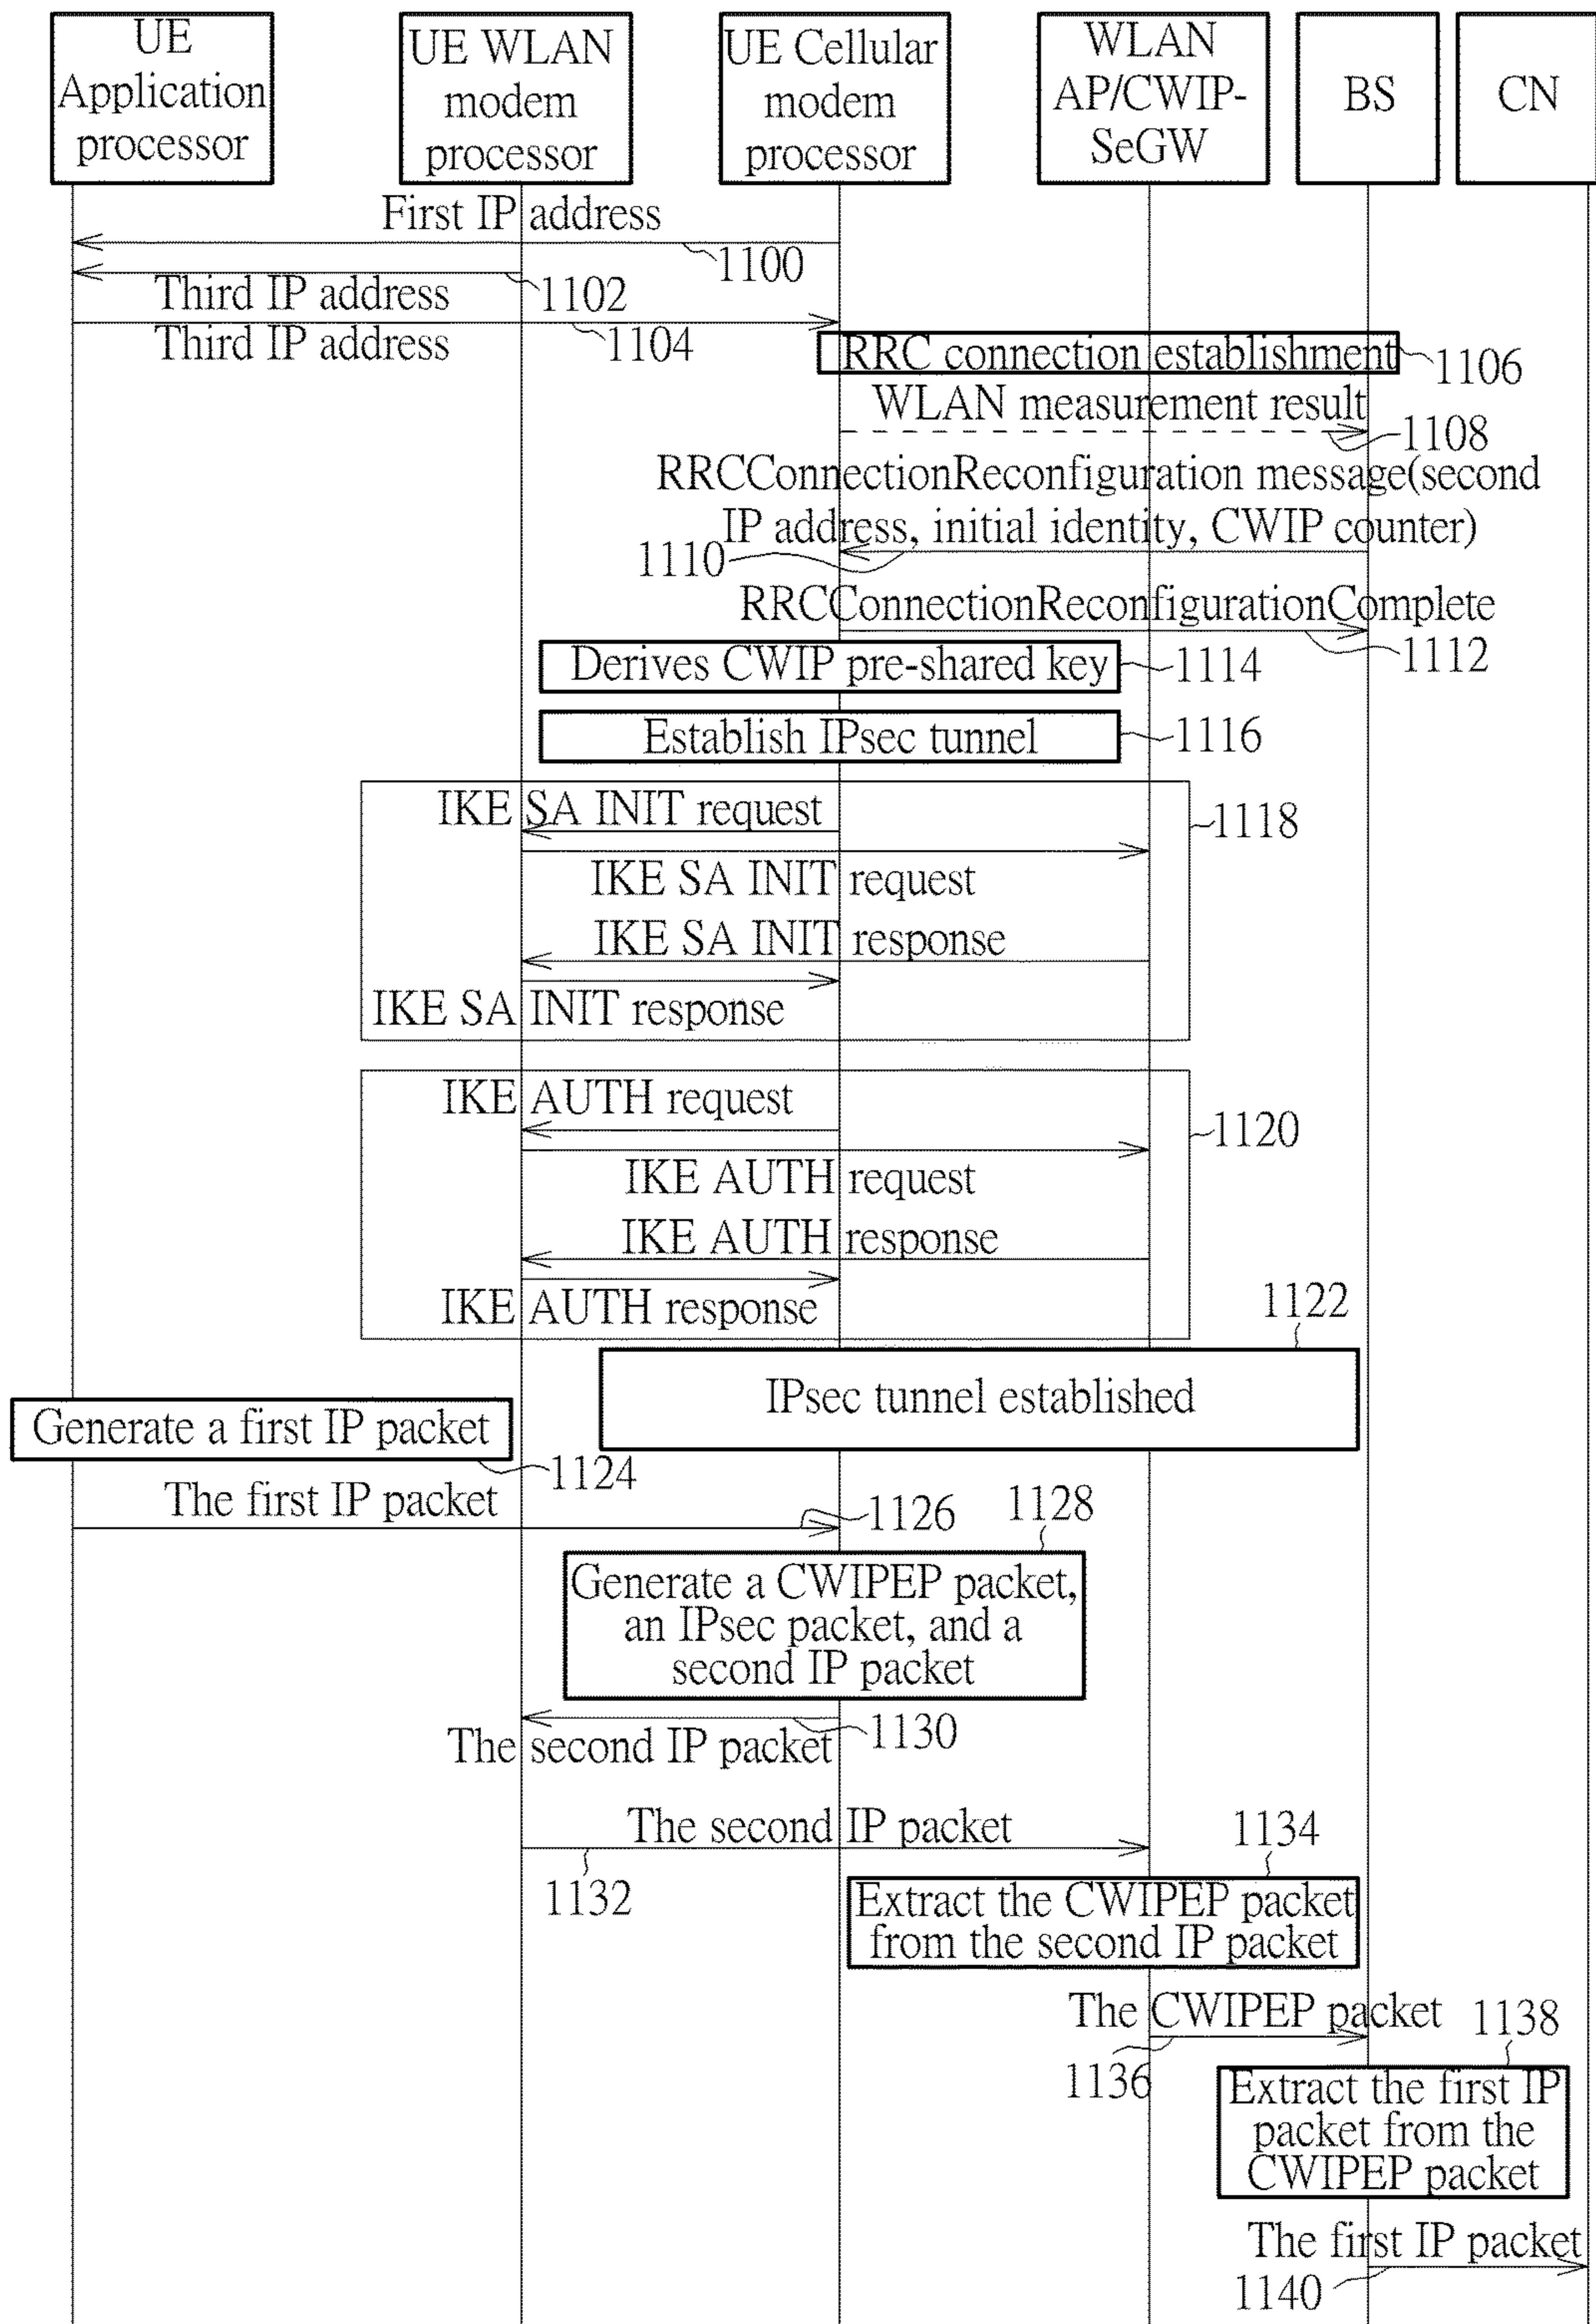 UE
Application
processor
UE WLAN
modem
processor
UE Cellular
modem
processor
WLAN
AP/CWIP-
SeGW
BS
CN
First IP address
1100
Third IP address
1102
Third IP address
1104
RRC connection establishment
1106
WLAN measurement result
1108
RRCConnectionReconfiguration message(second
IP address, initial identity, CWIP counter)
1110
RRCConnectionReconfigurationComplete
1112
Derives CWIP pre-shared key
1114
Establish IPsec tunnel
1116
IKE SA INIT request
1118
IKE SA INIT request
IKE SA INIT response
IKE SA INIT response
IKE AUTH request
1120
IKE AUTH request
IKE AUTH response
IKE AUTH response
1122
IPsec tunnel established
Generate a first IP packet
1124
The first IP packet
1126
1128
Generate a CWIPEP packet,
an IPsec packet, and a
second IP packet
1130
The second IP packet
The second IP packet
1132
1134
Extract the CWIPEP packet
from the second IP packet
The CWIPEP packet
1136
1138
Extract the first IP
packet from the
CWIPEP packet
The first IP packet
1140